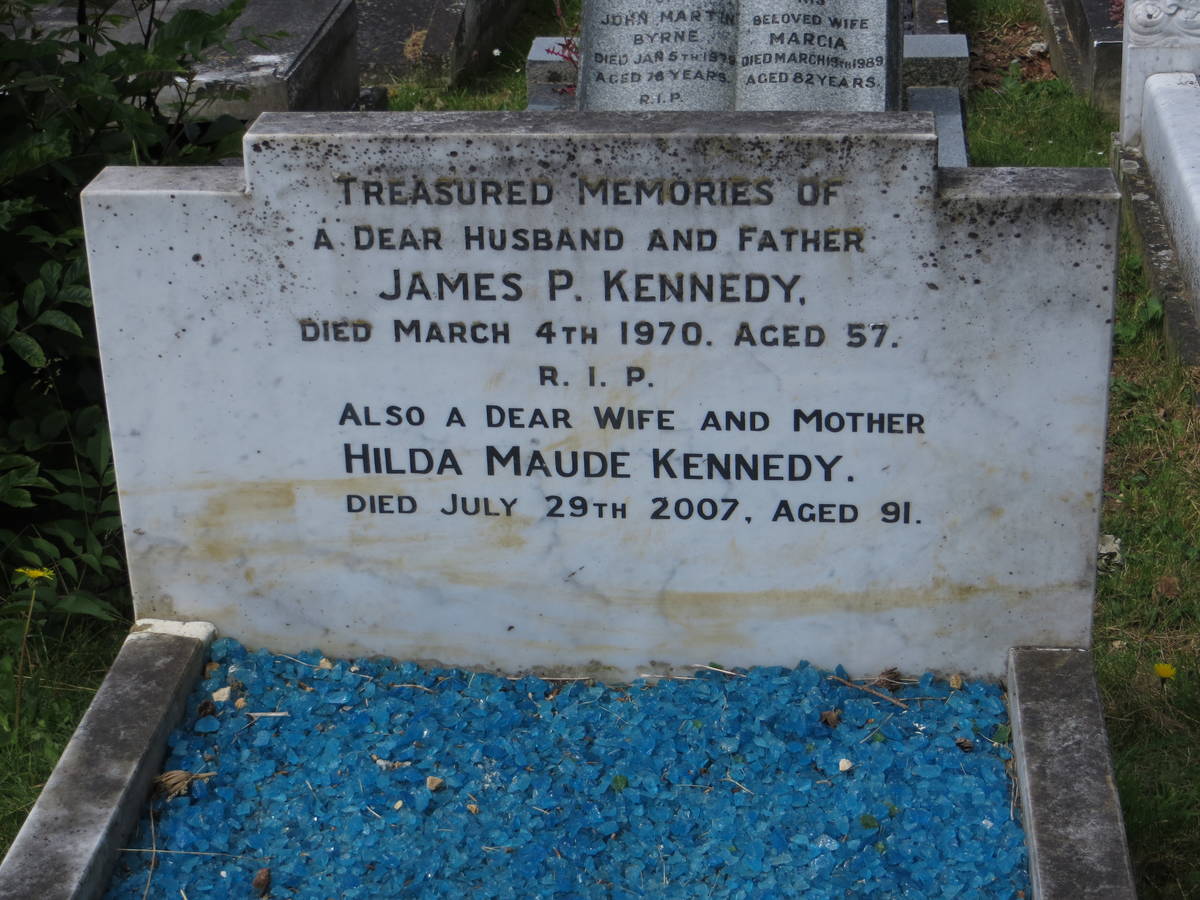 JOHN MARTIN
BYRNE
DIED JAN 5TH 1979
AGED 76 YEARS.
R.I.P.
HIS
BELOVED WIFE
MARCIA
DIED MARCH 19TH 1989
AGED 82 YEARS.
TREASURED MEMORIES OF
A DEAR HUSBAND AND FATHER
JAMES P. KENNEDY,
DIED MARCH 4TH 1970. AGED 57.
R. I. P.
ALSO A DEAR WIFE AND MOTHER
HILDA MAUDE KENNEDY.
DIED JULY 29TH 2007, AGED 91.